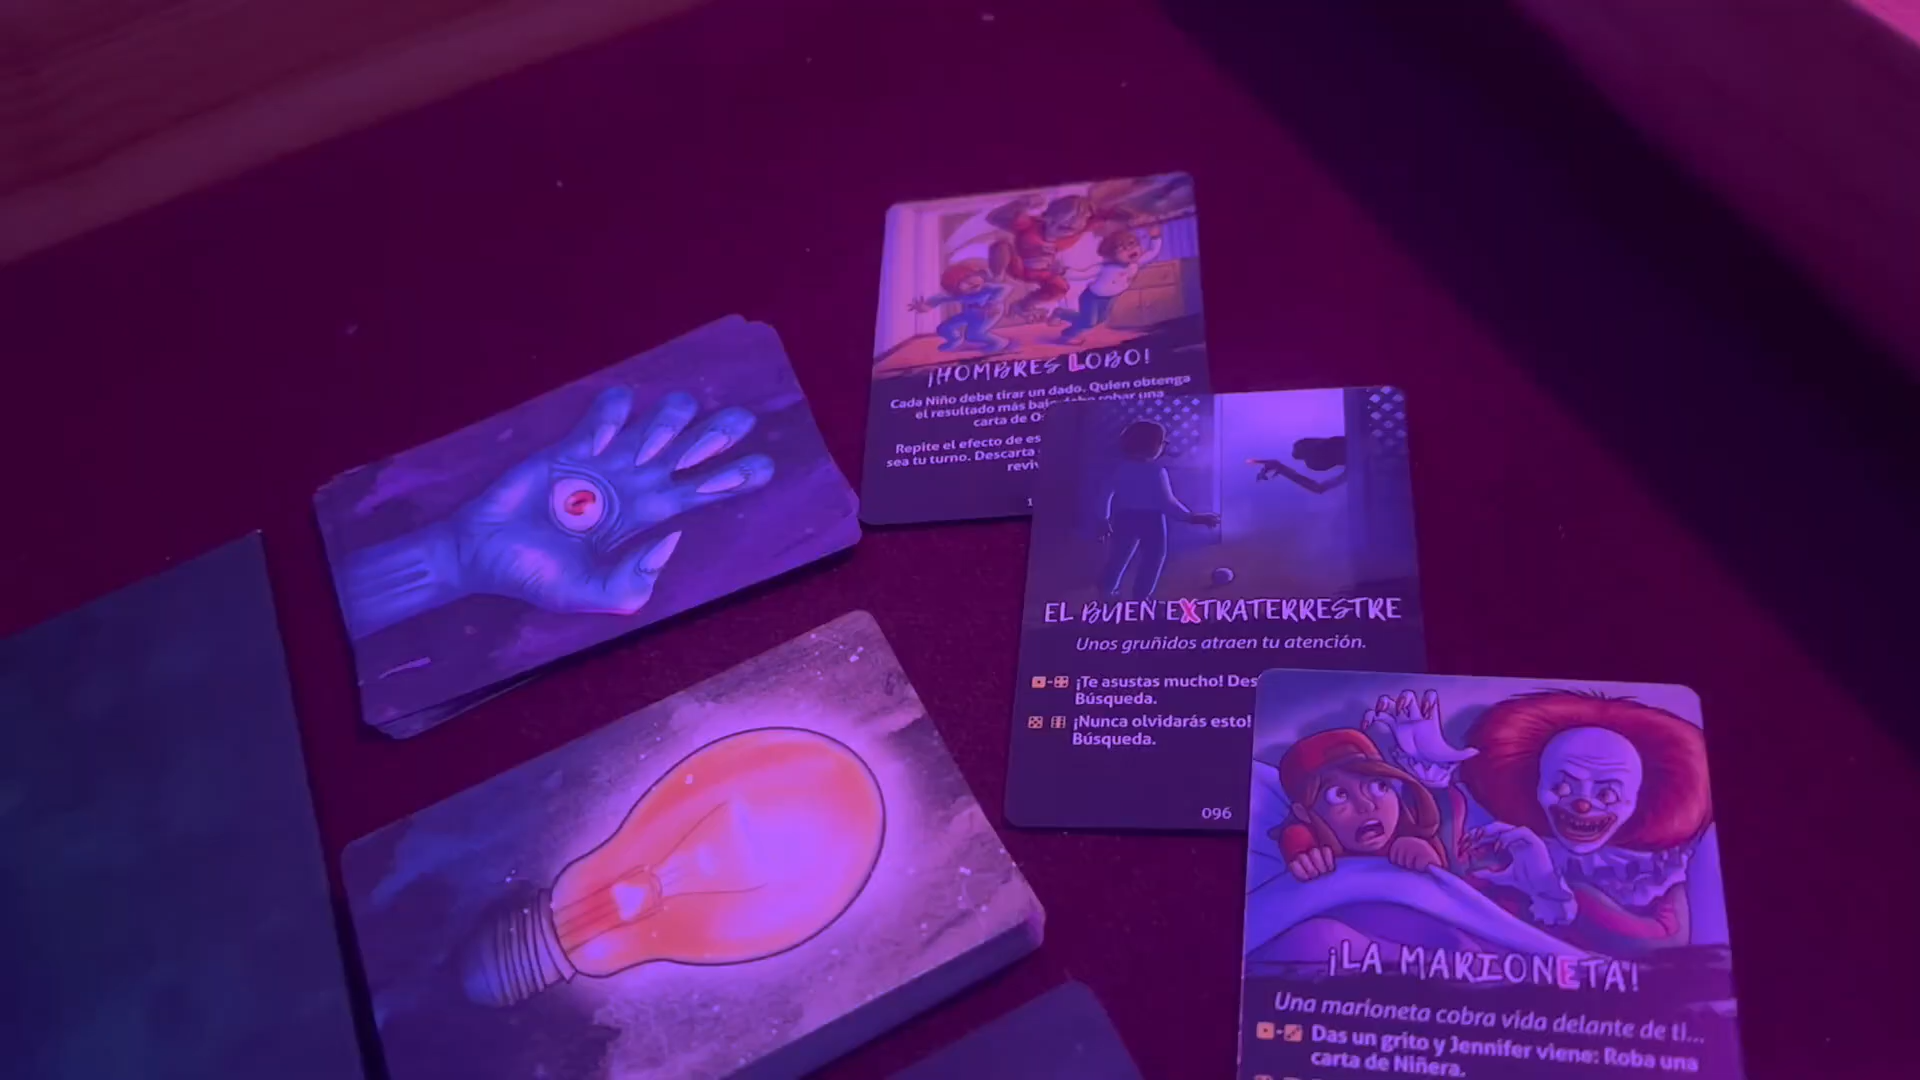 ¡HOMBRES LOBO!
Cada Niño debe tirar un dado. Quien obtenga
el resultado más bajo debe robar una
carta de
Repite el efecto de
sea tu turno. Descarta
EL BUEN EXTRATERRESTRE
Unos gruñidos atraen tu atención.
¡Te asustas mucho!
Búsqueda.
¡Nunca olvidarás esto!
Búsqueda.
096
¡LA MARIONETA!
Una marioneta cobra vida delante de ti...
Das un grito y Jennifer viene: Roba una
carta de Niñera.